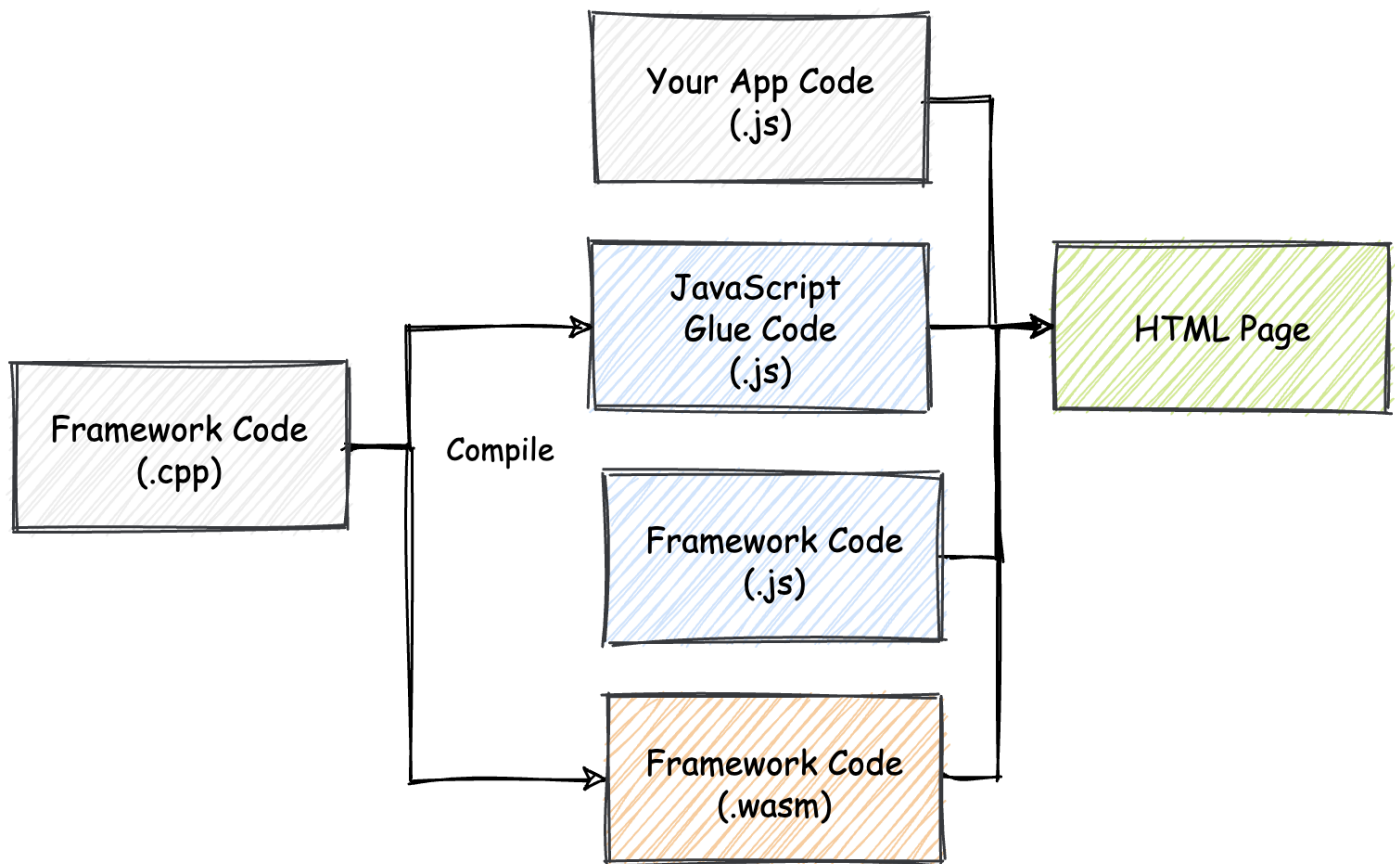 Your App Code
(.js)
JavaScript
Glue Code
(.js)
HTML Page
Framework Code
(.cpp)
Compile
Framework Code
(.js)
Framework Code
(.wasm)